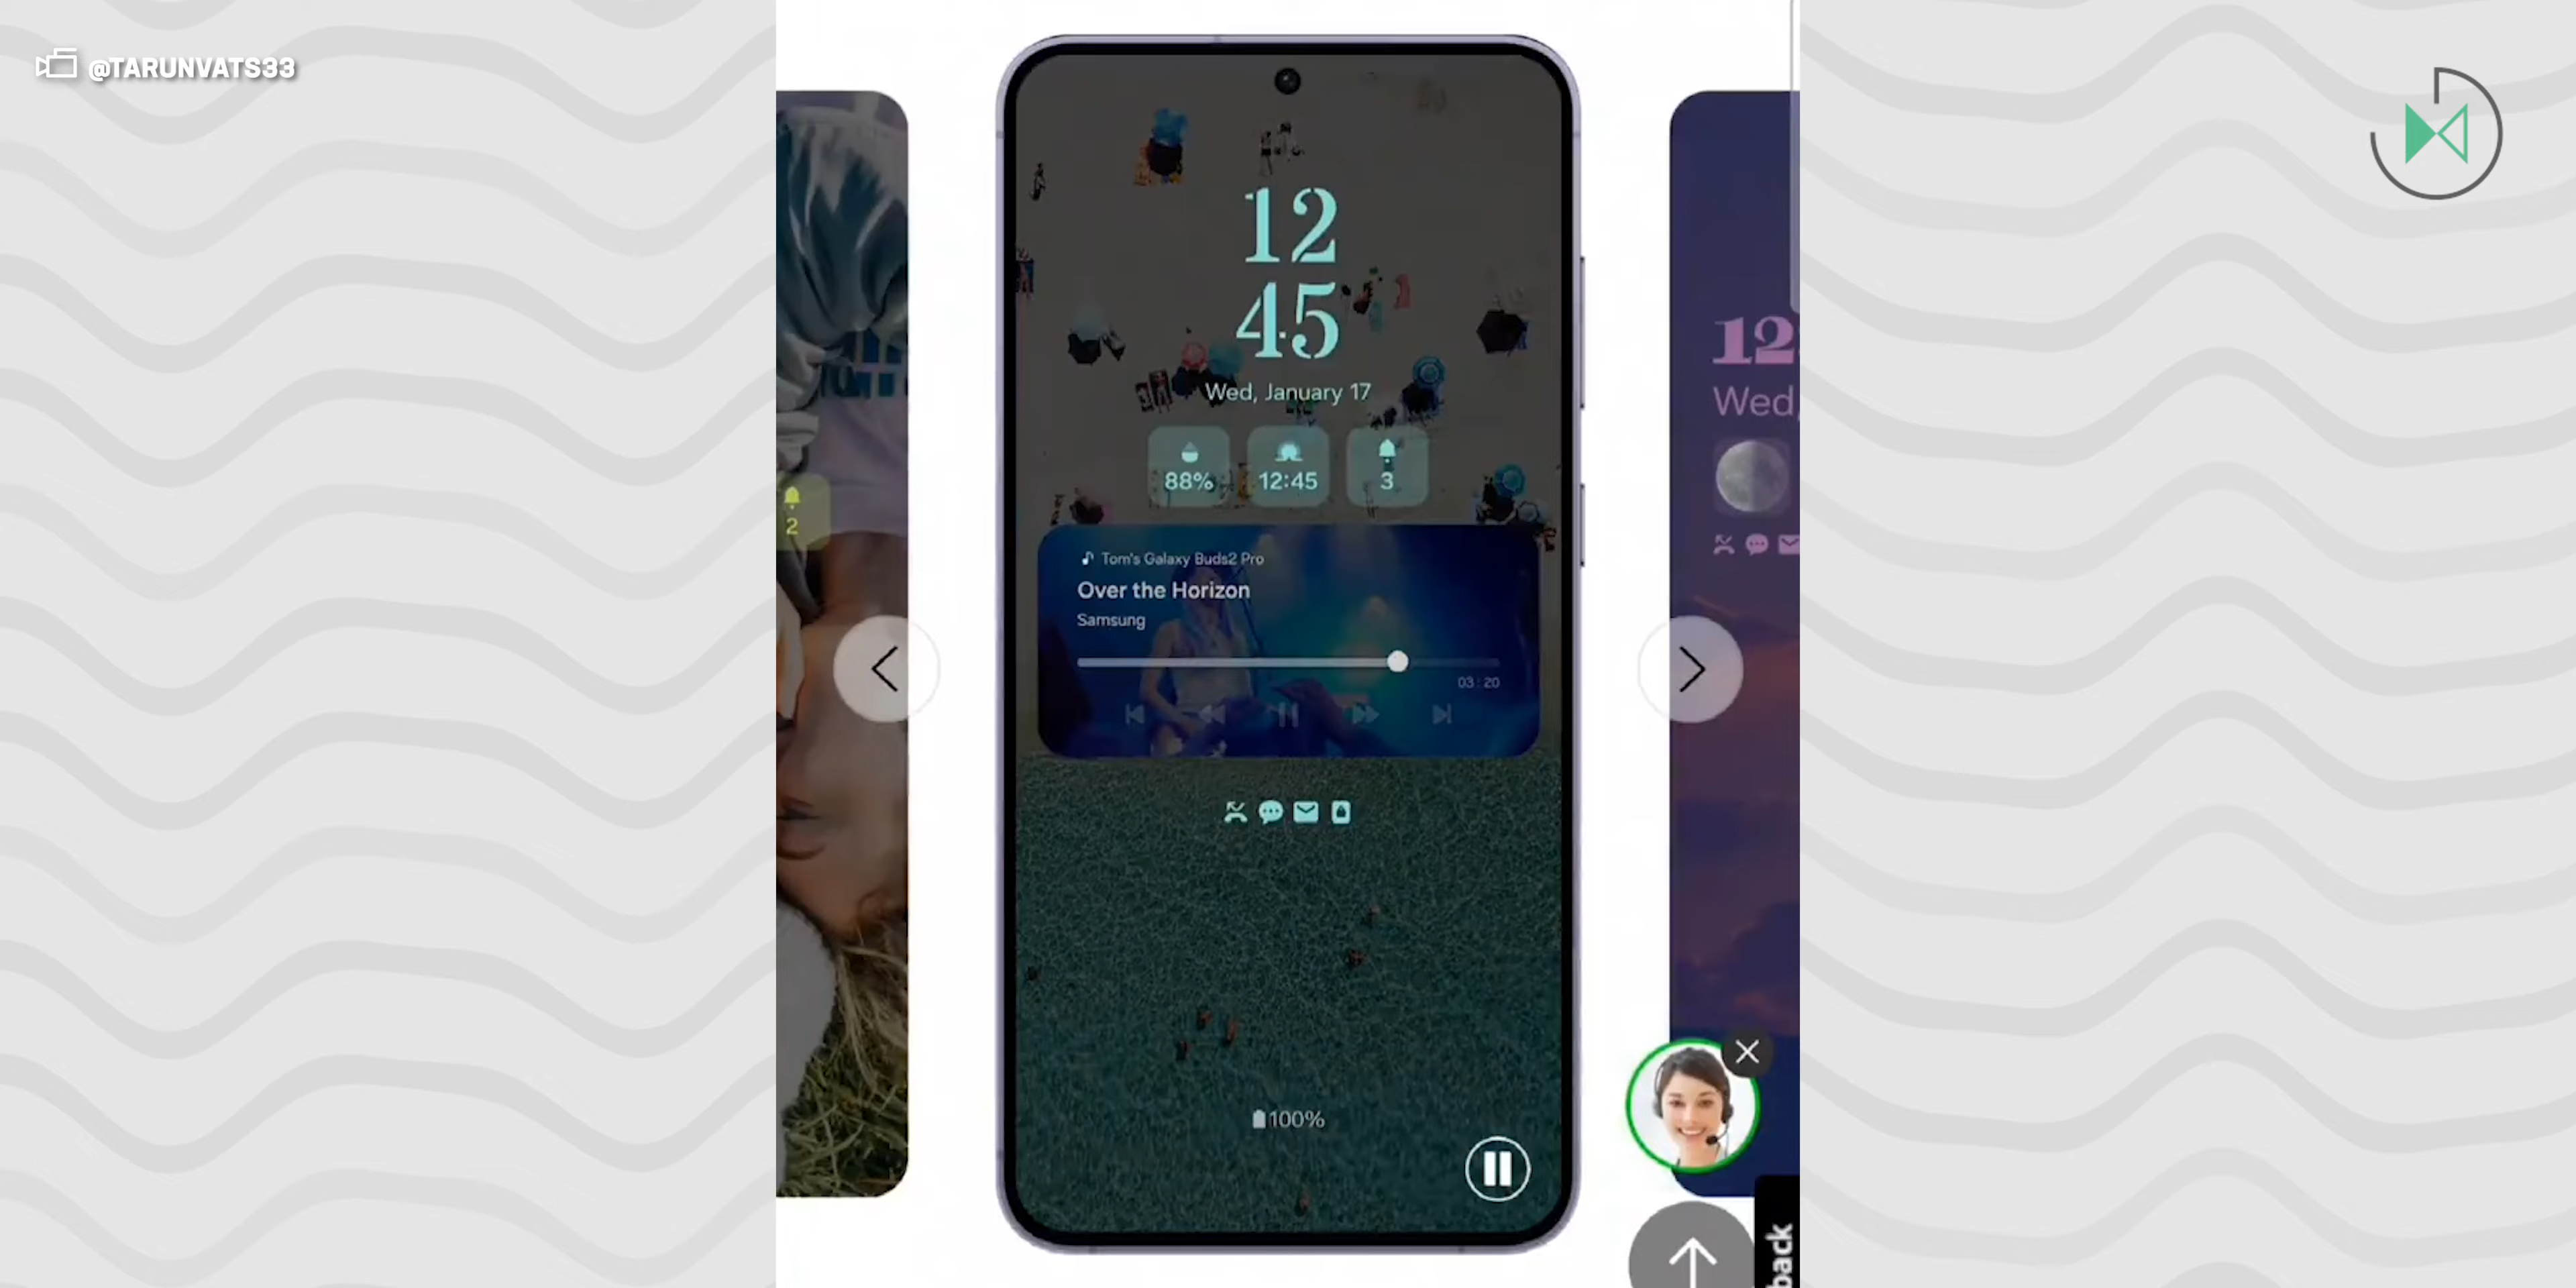 @TARUNVATS33
12
45
Wed, January 17
88%
12:45
3
Tom's Galaxy Buds2 Pro
Over the Horizon
Samsung
03:20
100%
2
12:
Wed,
back